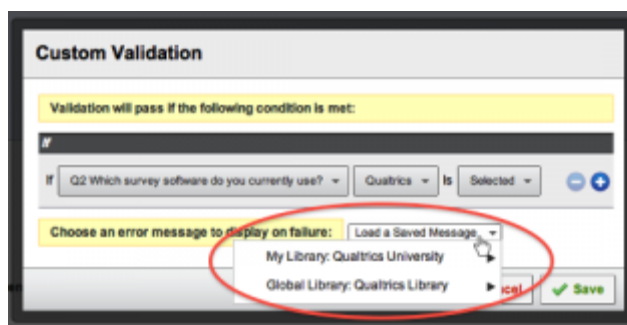 Custom Validation
Validation will pass if the following condition is met:
If
If Q2 Which survey software do you currently use? Qualtrics Is Selected
Choose an error message to display on failure: Load a Saved Message
My Library: Qualtrics University
Global Library: Qualtrics Library
Save